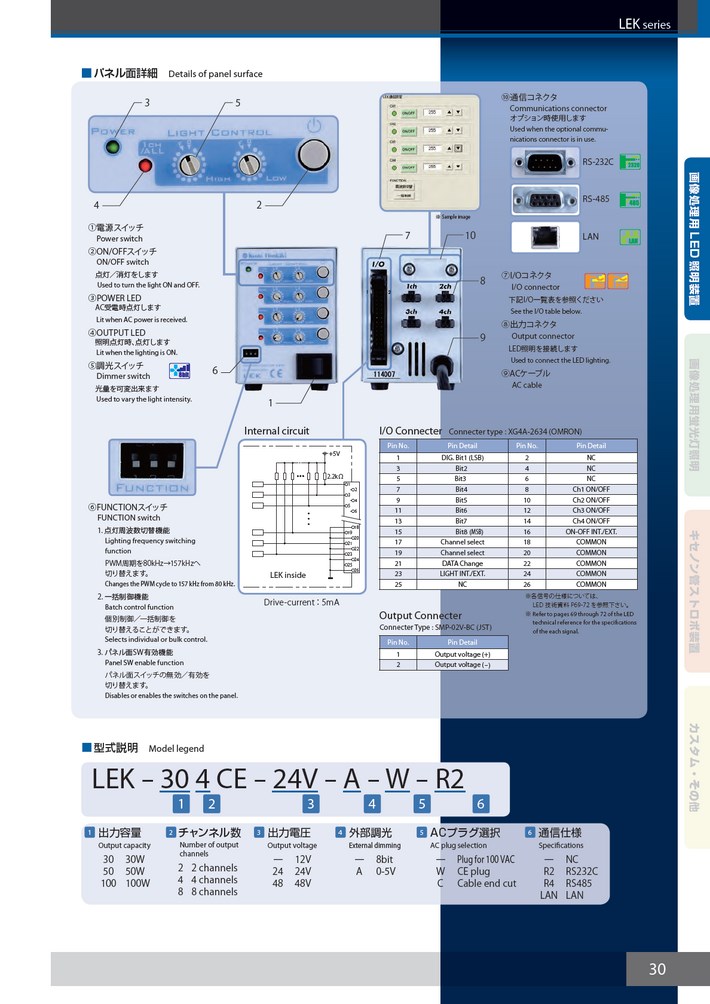 LEK series
■パネル面詳細 Details of panel surface
3
5
POWER
LIGHT CONTROL
1CH
/ALL
HIGH
LOW
4
2
①電源スイッチ
Power switch
②ON/OFFスイッチ
ON/OFF switch
点灯／消灯をします
Used to turn the light ON and OFF.
③POWER LED
AC受電時点灯します
Lit when AC power is received.
④OUTPUT LED
照明点灯時、点灯します
Lit when the lighting is ON.
⑤調光スイッチ
Dimmer switch
光量を可変出来ます
Used to vary the light intensity.
6
1
FUNCTION
⑥FUNCTIONスイッチ
FUNCTION switch
1. 点灯周波数切替機能
Lighting frequency switching
function
PWM周期を80kHz→157kHzへ
切り替えます。
Changes the PWM cycle to 157 kHz from 80 kHz.
2. 一括制御機能
Batch control function
個別制御／一括制御を
切り替えることができます。
Selects individual or bulk control.
3. パネル面SW有効機能
Panel SW enable function
パネル面スイッチの無効／有効を
切り替えます。
Disables or enables the switches on the panel.
※ Sample image
7
10
I/O
1ch
2ch
3ch
4ch
8
9
114007
⑩通信コネクタ
Communications connector
オプション時使用します
Used when the optional commu-
nications connector is in use.
RS-232C
RS-485
LAN
⑦I/Oコネクタ
I/O connector
下記I/O一覧表を参照ください
See the I/O table below.
⑧出力コネクタ
Output connector
LED照明を接続します
Used to connect the LED lighting.
⑨ACケーブル
AC cable
Internal circuit
+5V
2.2kΩ
LEK inside
Drive-current：5mA
I/O Connecter Connector type : XG4A-2634 (OMRON)
Pin No. Pin Detail Pin No. Pin Detail
1 DIG. Bit1 (LSB) 2 NC
3 Bit2 4 NC
5 Bit3 6 NC
7 Bit4 8 Ch1 ON/OFF
9 Bit5 10 Ch2 ON/OFF
11 Bit6 12 Ch3 ON/OFF
13 Bit7 14 Ch4 ON/OFF
15 Bit8 (MSB) 16 ON-OFF INT./EXT.
17 Channel select 18 COMMON
19 Channel select 20 COMMON
21 DATA Change 22 COMMON
23 LIGHT INT./EXT. 24 COMMON
25 NC 26 COMMON
※各信号の仕様については、
LED 技術資料 P69-72 を参照下さい。
※ Refer to pages 69 through 72 of the LED
technical reference for the specifications
of the each signal.
Output Connecter
Connecter Type : SMP-02V-BC (JST)
Pin No. Pin Detail
1 Output voltage (+)
2 Output voltage (−)
■型式説明 Model legend
LEK – 30 4 CE – 24V – A – W – R2
1 2 3 4 5 6
1 出力容量
Output capacity
30 30W
50 50W
100 100W
2 チャンネル数
Number of output
channels
2 2 channels
4 4 channels
8 8 channels
3 出力電圧
Output voltage
— 12V
24 24V
48 48V
4 外部調光
External dimming
— 8bit
A 0-5V
5 ACプラグ選択
AC plug selection
— Plug for 100 VAC
W CE plug
C Cable end cut
6 通信仕様
Specifications
— NC
R2 RS232C
R4 RS485
LAN LAN
画像処理用LED照明装置
画像処理用蛍光灯照明
キセノン管ストロボ装置
カスタム・その他
30